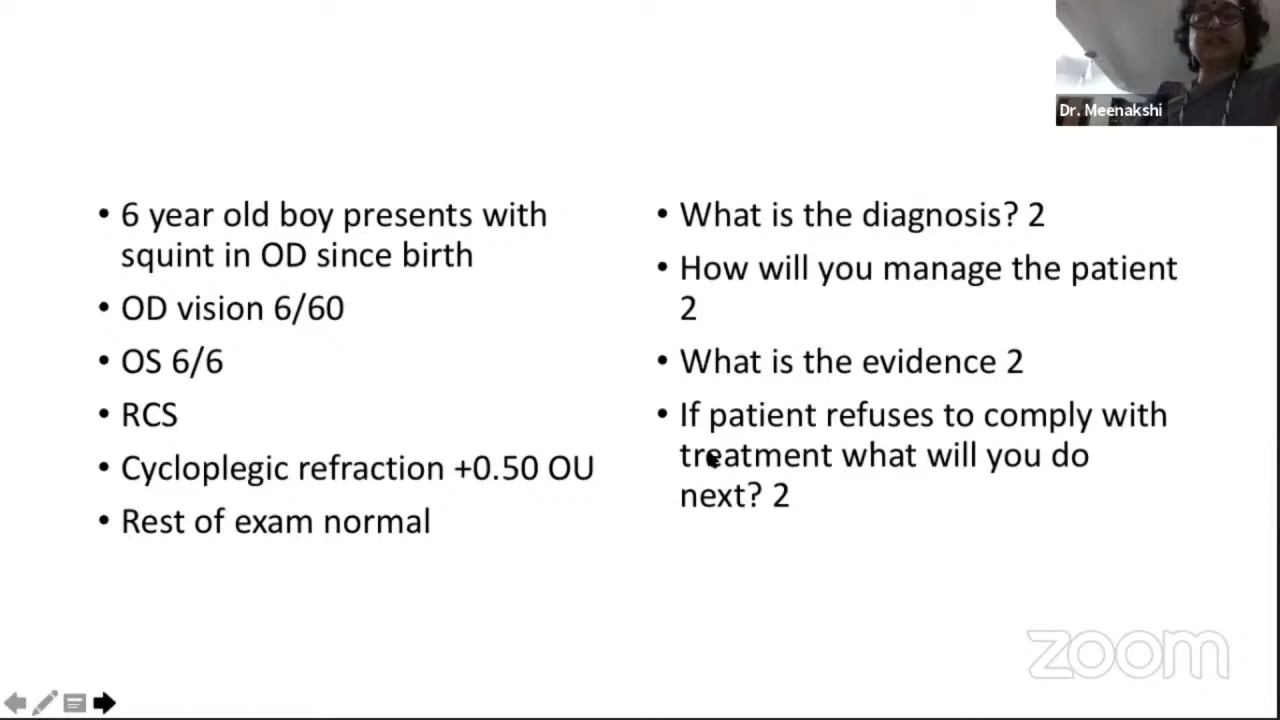 Dr. Meenakshi
• 6 year old boy presents with
squint in OD since birth
• OD vision 6/60
• OS 6/6
• RCS
• Cycloplegic refraction +0.50 OU
• Rest of exam normal
• What is the diagnosis? 2
• How will you manage the patient
2
• What is the evidence 2
• If patient refuses to comply with
treatment what will you do
next? 2
zoom